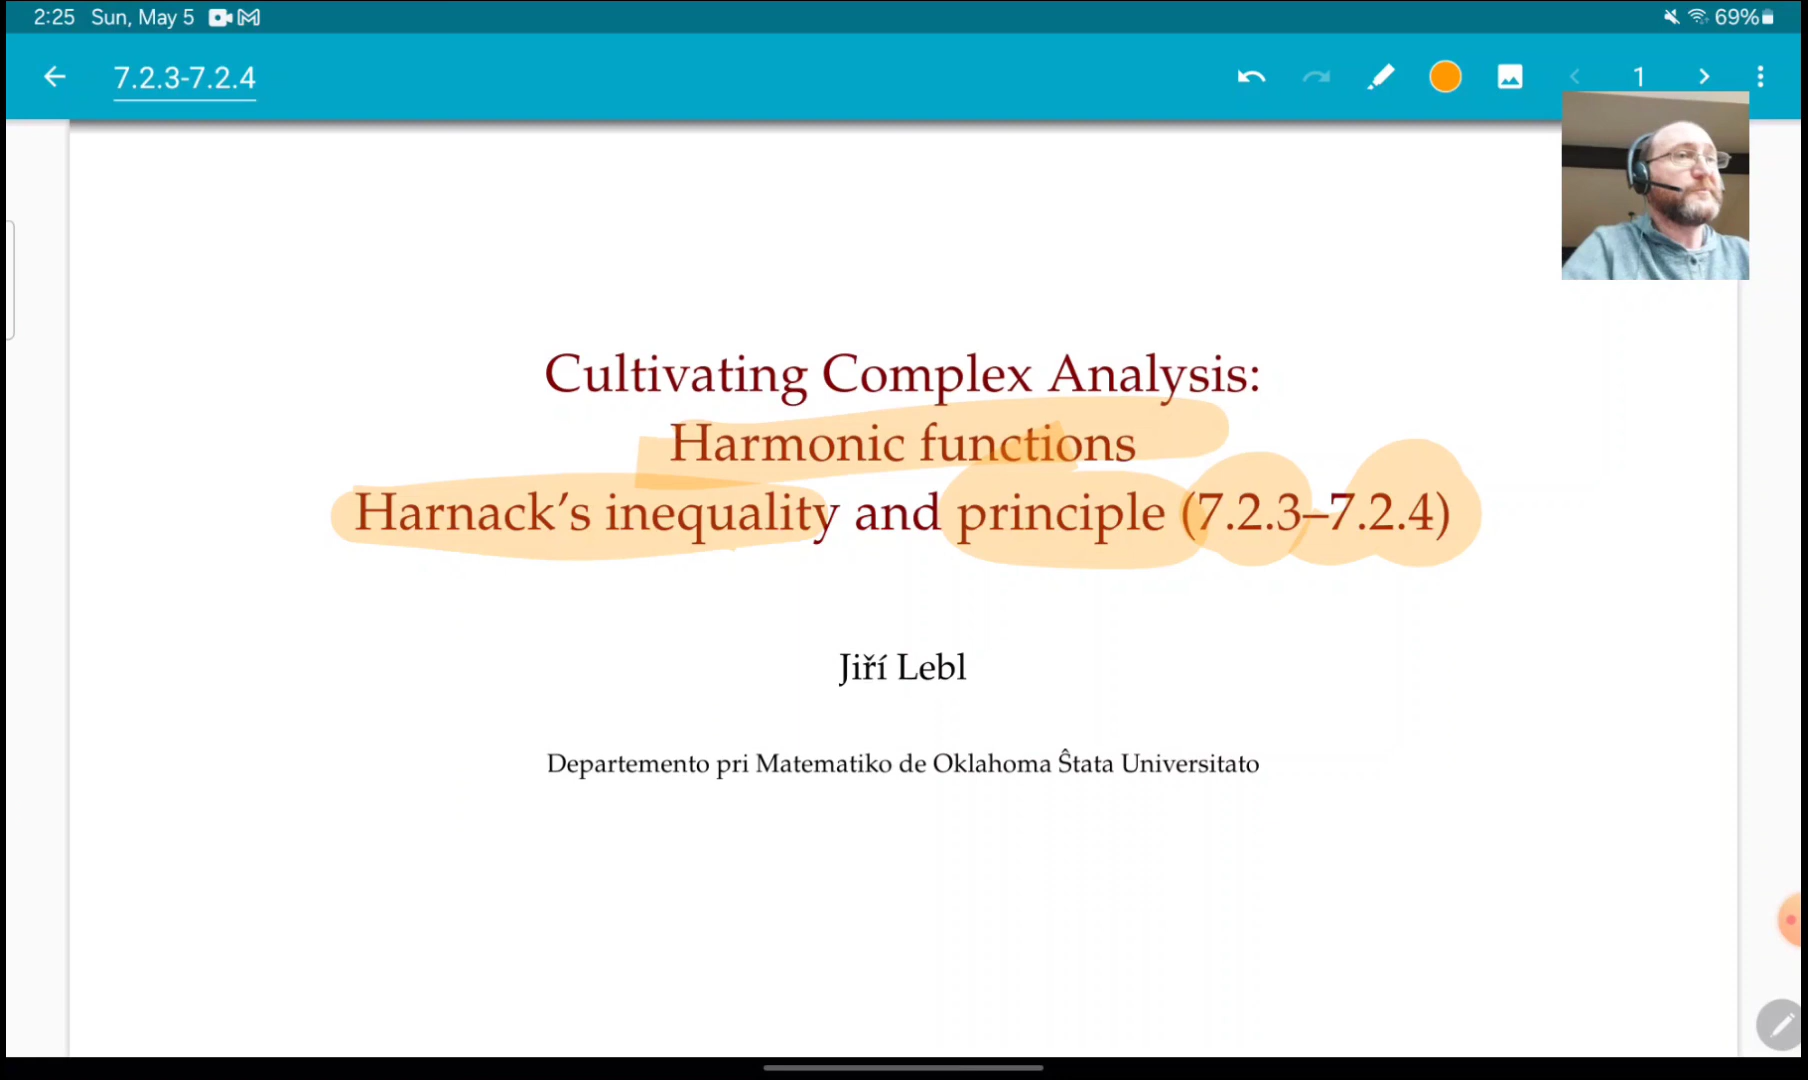 2:25 Sun, May 5 69%
7.2.3-7.2.4 1
Cultivating Complex Analysis:
Harmonic functions
Harnack’s inequality and principle (7.2.3–7.2.4)
Jiří Lebl
Departemento pri Matematiko de Oklahoma Ŝtata Universitato